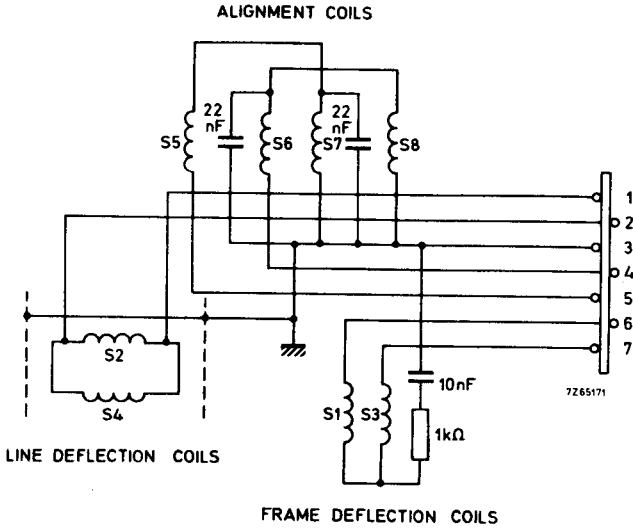 ALIGNMENT COILS
22
nF
22
nF
S5
S6
S7
S8
1
2
3
4
5
6
7
7Z65171
S2
S4
S1
S3
10nF
1kΩ
LINE DEFLECTION COILS
FRAME DEFLECTION COILS